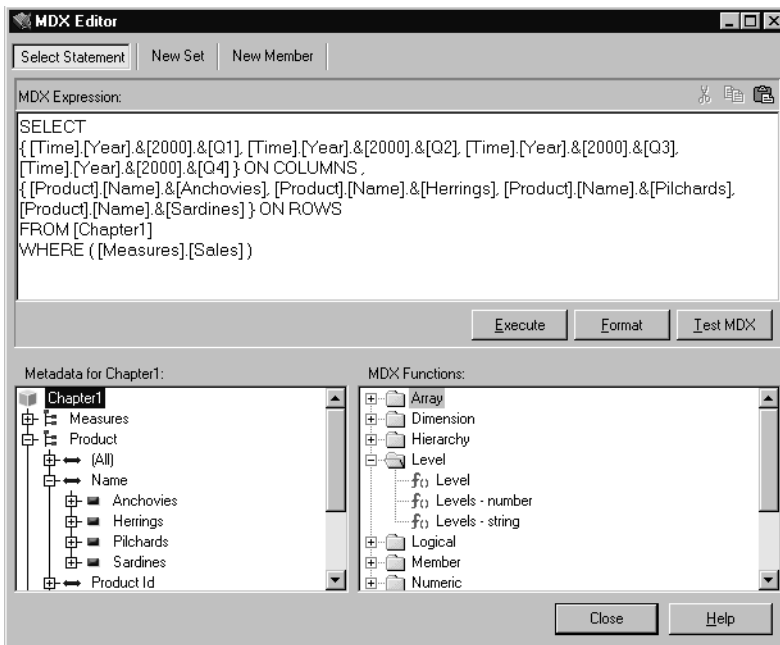 MDX Editor
Select Statement
New Set
New Member
MDX Expression:
SELECT
{ [Time].[Year].&[2000].&[Q1], [Time].[Year].&[2000].&[Q2], [Time].[Year].&[2000].&[Q3],
[Time].[Year].&[2000].&[Q4] } ON COLUMNS ,
{ [Product].[Name].&[Anchovies], [Product].[Name].&[Herrings], [Product].[Name].&[Pilchards],
[Product].[Name].&[Sardines] } ON ROWS
FROM [Chapter1]
WHERE ( [Measures].[Sales] )
Execute
Format
Test MDX
Metadata for Chapter1:
Chapter1
Measures
Product
(All)
Name
Anchovies
Herrings
Pilchards
Sardines
Product Id
MDX Functions:
Array
Dimension
Hierarchy
Level
f() Level
f() Levels - number
f() Levels - string
Logical
Member
Numeric
Close
Help